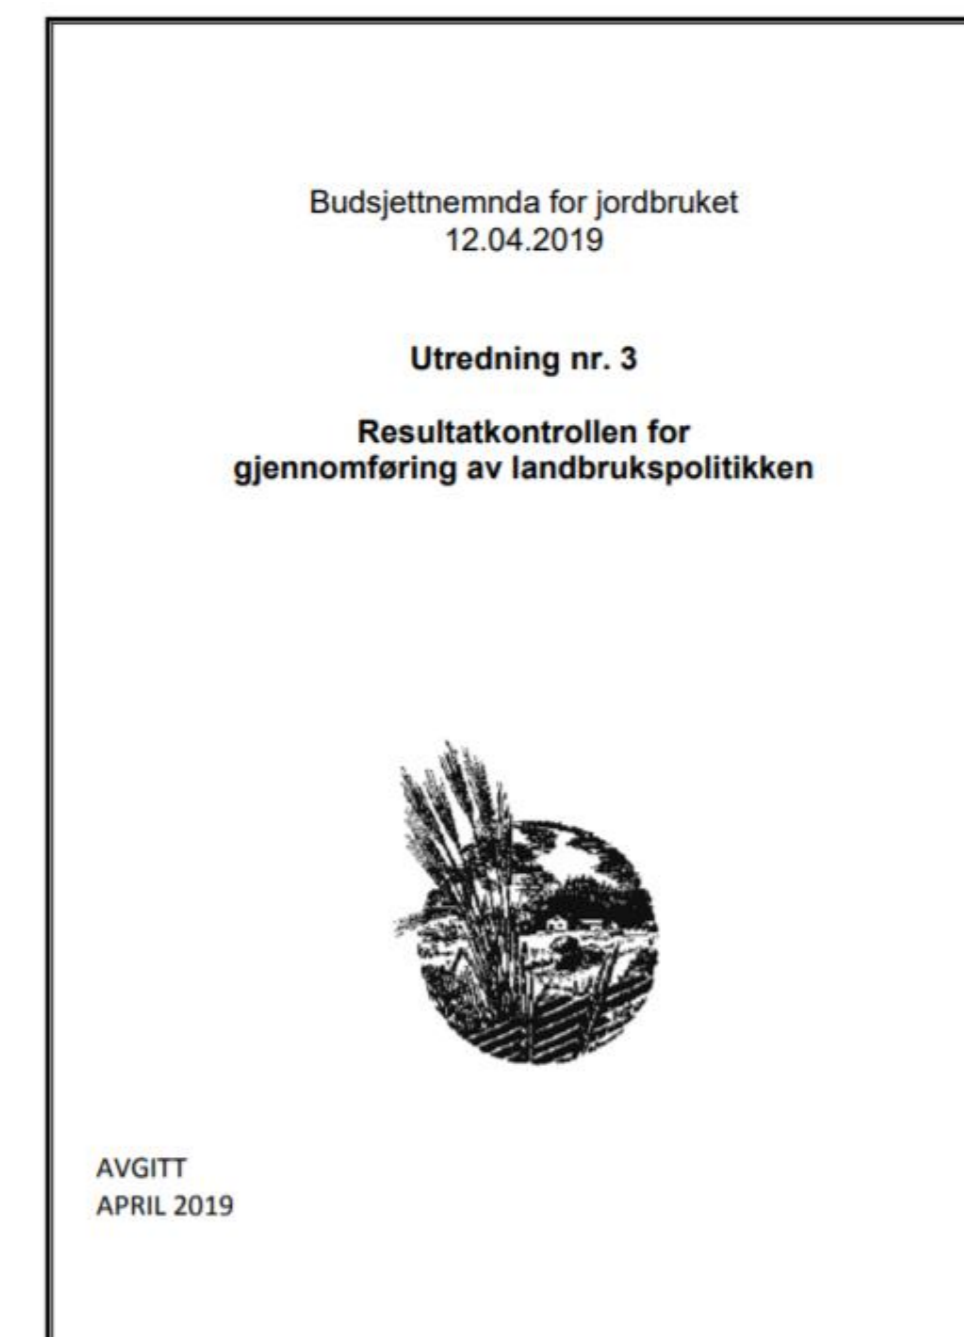 Budsjettnemnda for jordbruket
12.04.2019
Utredning nr. 3
Resultatkontrollen for
gjennomføring av landbrukspolitikken
AVGITT
APRIL 2019